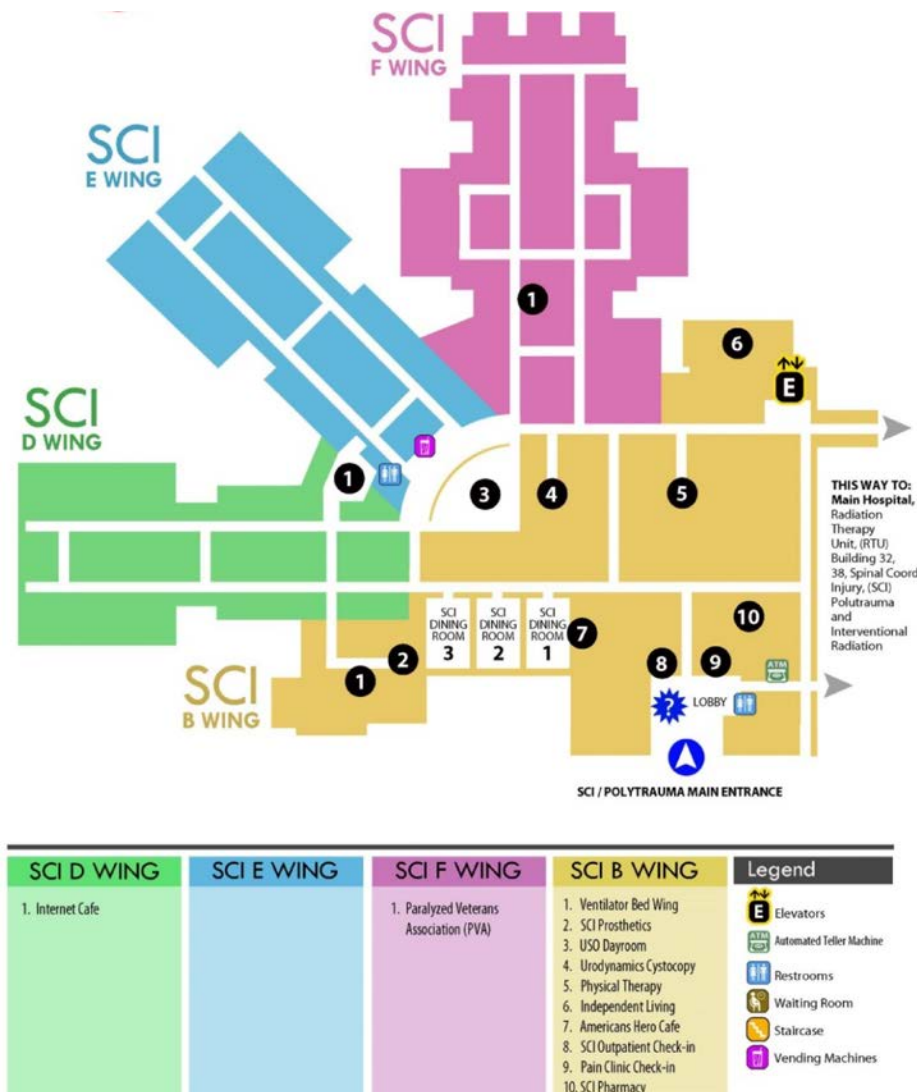 SCI
F WING
SCI
E WING
SCI
D WING
SCI
B WING
1
6
E
1
3
4
5
THIS WAY TO:
Main Hospital,
Radiation
Therapy
Unit, (RTU)
Building 32,
38, Spinal Coord
Injury, (SCI)
Polutrauma
and
Interventional
Radiation
SCI
DINING
ROOM
3
SCI
DINING
ROOM
2
SCI
DINING
ROOM
1
7
10
2
1
8
9
ATM
?
LOBBY
SCI / POLYTRAUMA MAIN ENTRANCE
SCI D WING
1. Internet Cafe
SCI E WING
SCI F WING
1. Paralyzed Veterans
Association (PVA)
SCI B WING
1. Ventilator Bed Wing
2. SCI Prosthetics
3. USO Dayroom
4. Urodynamics Cystocopy
5. Physical Therapy
6. Independent Living
7. Americans Hero Cafe
8. SCI Outpatient Check-in
9. Pain Clinic Check-in
10. SCI Pharmacy
Legend
E Elevators
ATM Automated Teller Machine
Restrooms
Waiting Room
Staircase
Vending Machines